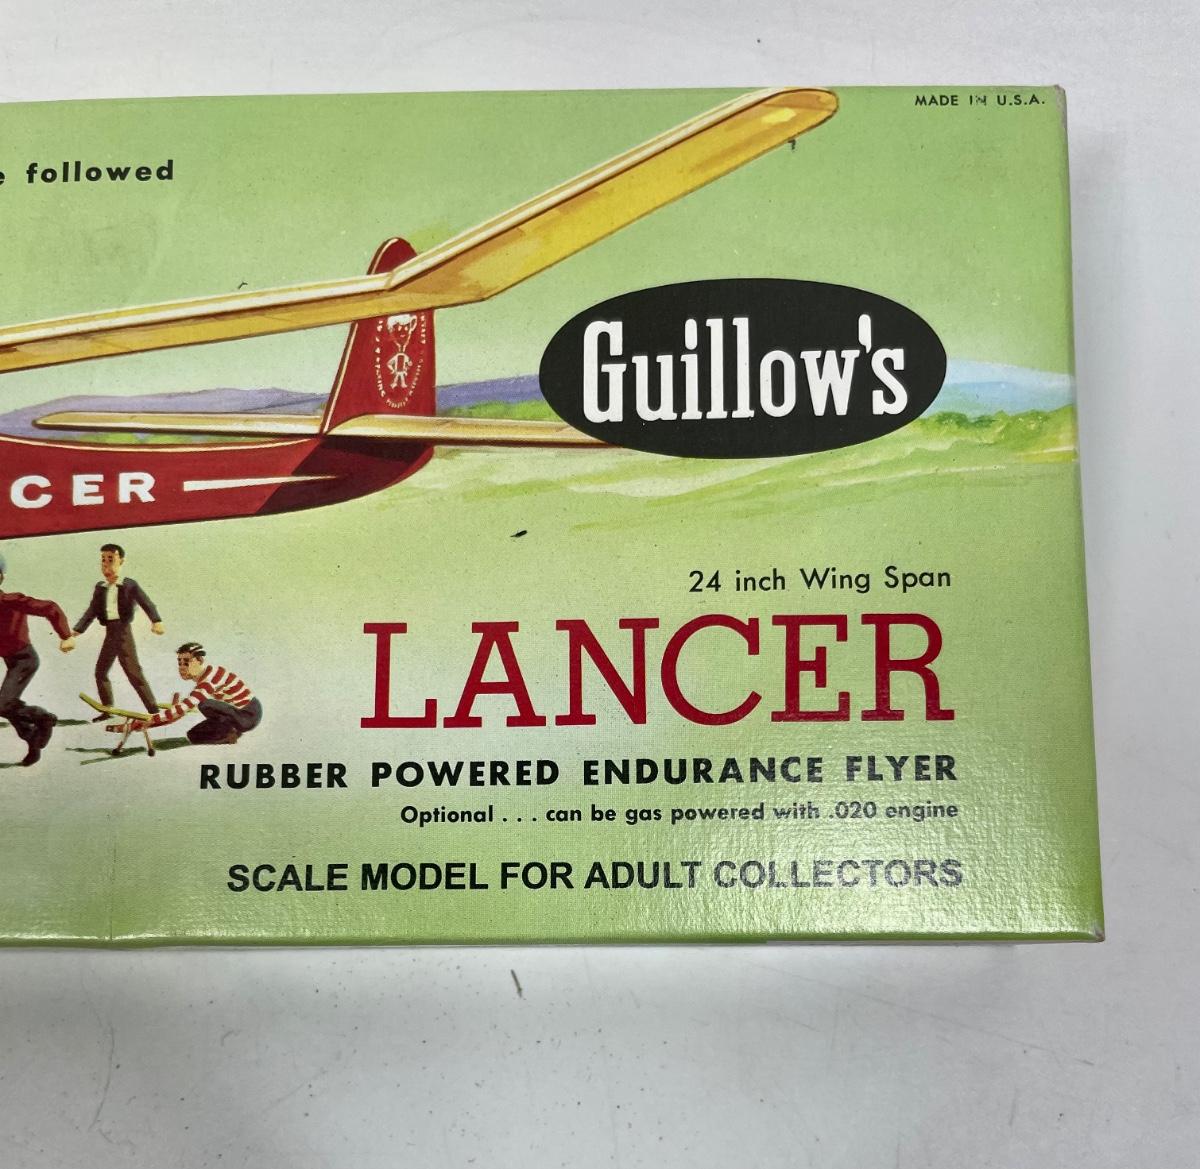 MADE IN U.S.A.
followed
Guillow's
CER
24 inch Wing Span
LANCER
RUBBER POWERED ENDURANCE FLYER
Optional . . . can be gas powered with .020 engine
SCALE MODEL FOR ADULT COLLECTORS